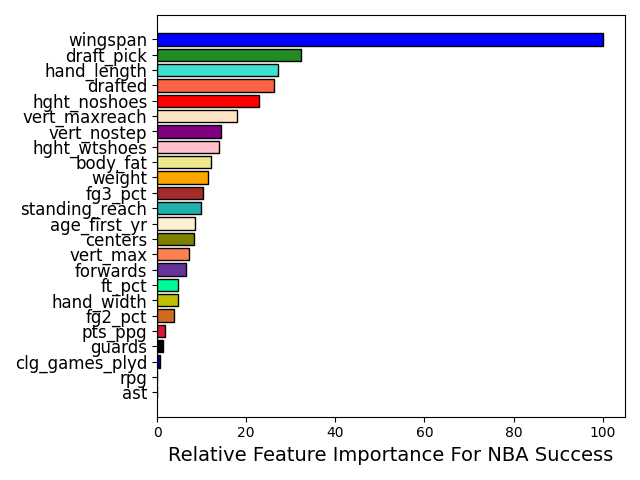 wingspan
draft_pick
hand_length
drafted
hght_noshoes
vert_maxreach
vert_nostep
hght_wtshoes
body_fat
weight
fg3_pct
standing_reach
age_first_yr
centers
vert_max
forwards
ft_pct
hand_width
fg2_pct
pts_ppg
guards
clg_games_plyd
rpg
ast
0 20 40 60 80 100
Relative Feature Importance For NBA Success